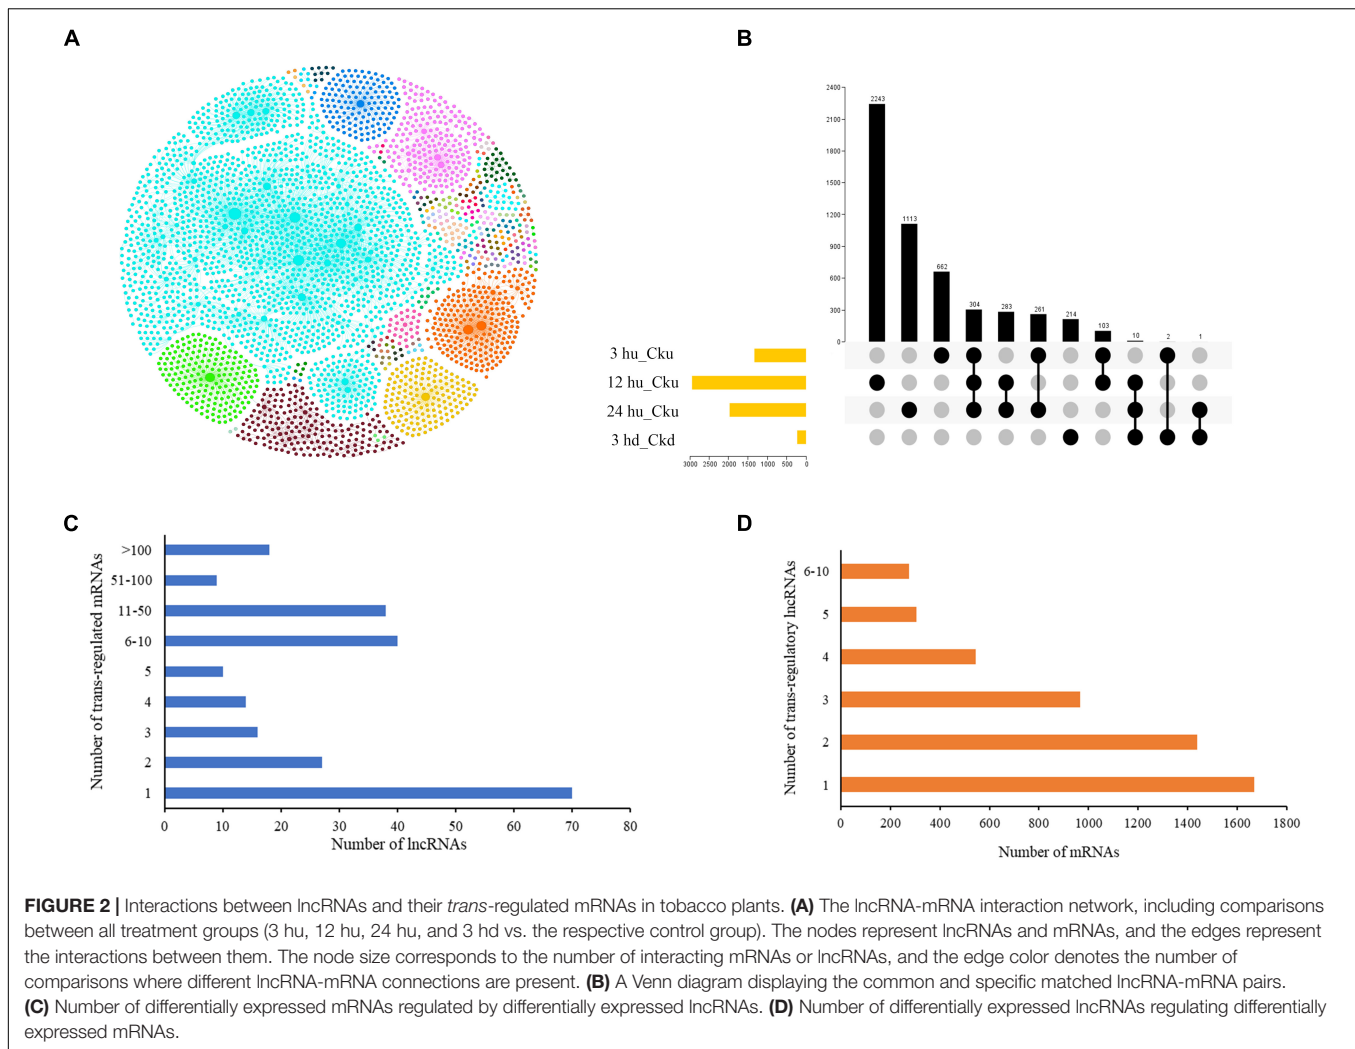 A
B
2400
2100
1800
1500
1200
900
600
300
0
2243
1113
662
304
283
261
214
103
10
2
1
3 hu_Cku
12 hu_Cku
24 hu_Cku
3 hd_Ckd
3000 2500 2000 1500 1000 500 0
C
Number of trans-regulated mRNAs
>100
51-100
11-50
6-10
5
4
3
2
1
0 10 20 30 40 50 60 70 80
Number of lncRNAs
D
Number of trans-regulatory lncRNAs
6-10
5
4
3
2
1
0 200 400 600 800 1000 1200 1400 1600 1800
Number of mRNAs
FIGURE 2 | Interactions between lncRNAs and their trans-regulated mRNAs in tobacco plants. (A) The lncRNA-mRNA interaction network, including comparisons
between all treatment groups (3 hu, 12 hu, 24 hu, and 3 hd vs. the respective control group). The nodes represent lncRNAs and mRNAs, and the edges represent
the interactions between them. The node size corresponds to the number of interacting mRNAs or lncRNAs, and the edge color denotes the number of
comparisons where different lncRNA-mRNA connections are present. (B) A Venn diagram displaying the common and specific matched lncRNA-mRNA pairs.
(C) Number of differentially expressed mRNAs regulated by differentially expressed lncRNAs. (D) Number of differentially expressed lncRNAs regulating differentially
expressed mRNAs.